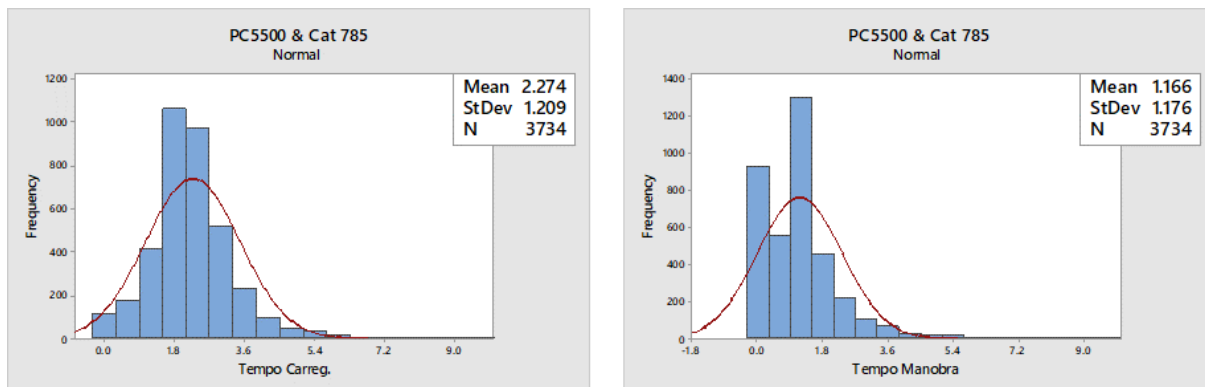 PC5500 & Cat 785
Normal
Mean 2.274
StDev 1.209
N 3734
1200
1000
800
600
400
200
0
Frequency
0.0 1.8 3.6 5.4 7.2 9.0
Tempo Carreg.
PC5500 & Cat 785
Normal
Mean 1.166
StDev 1.176
N 3734
1400
1200
1000
800
600
400
200
0
Frequency
-1.8 0.0 1.8 3.6 5.4 7.2 9.0
Tempo Manobra